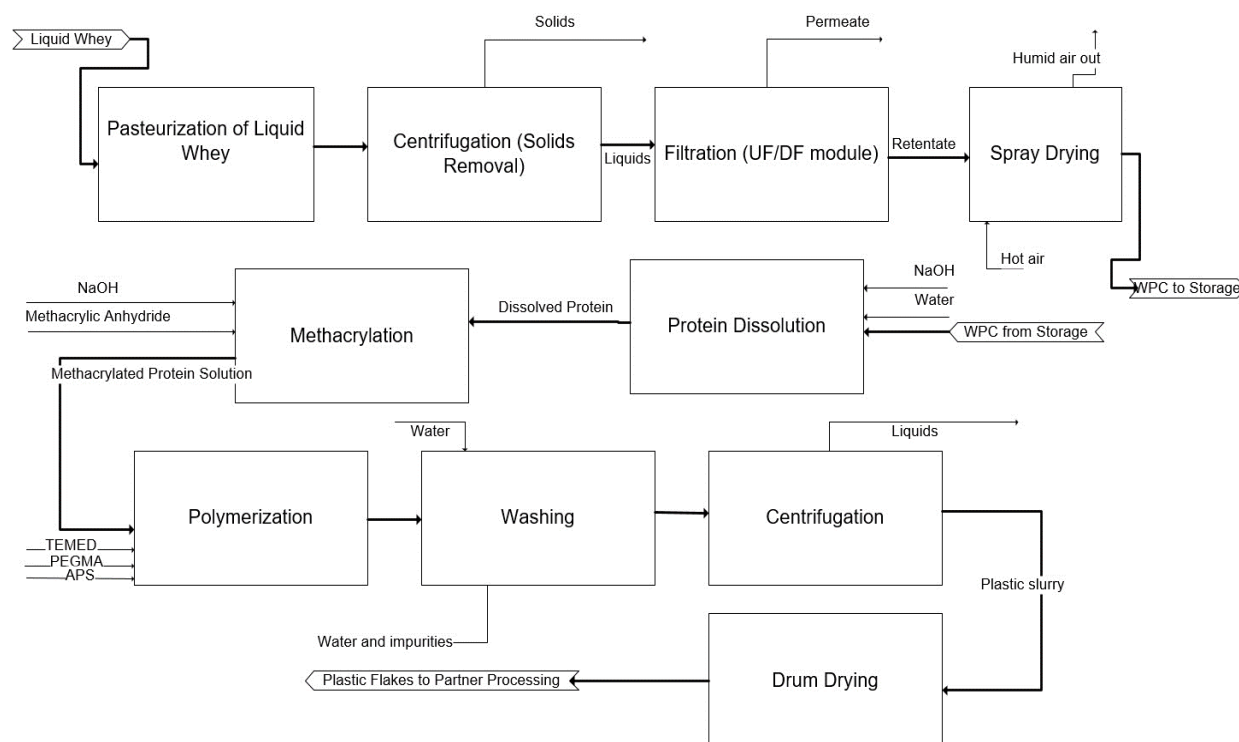 Solids
Permeate
Liquid Whey
Humid air out
Pasteurization of Liquid
Whey
Centrifugation (Solids
Removal)
Liquids
Filtration (UF/DF module)
Retentate
Spray Drying
Hot air
WPC to Storage
NaOH
Methacrylic Anhydride
Methacrylation
Dissolved Protein
Protein Dissolution
NaOH
Water
WPC from Storage
Methacrylated Protein Solution
Water
Liquids
Polymerization
Washing
Centrifugation
TEMED
PEGMA
APS
Plastic slurry
Water and impurities
Plastic Flakes to Partner Processing
Drum Drying